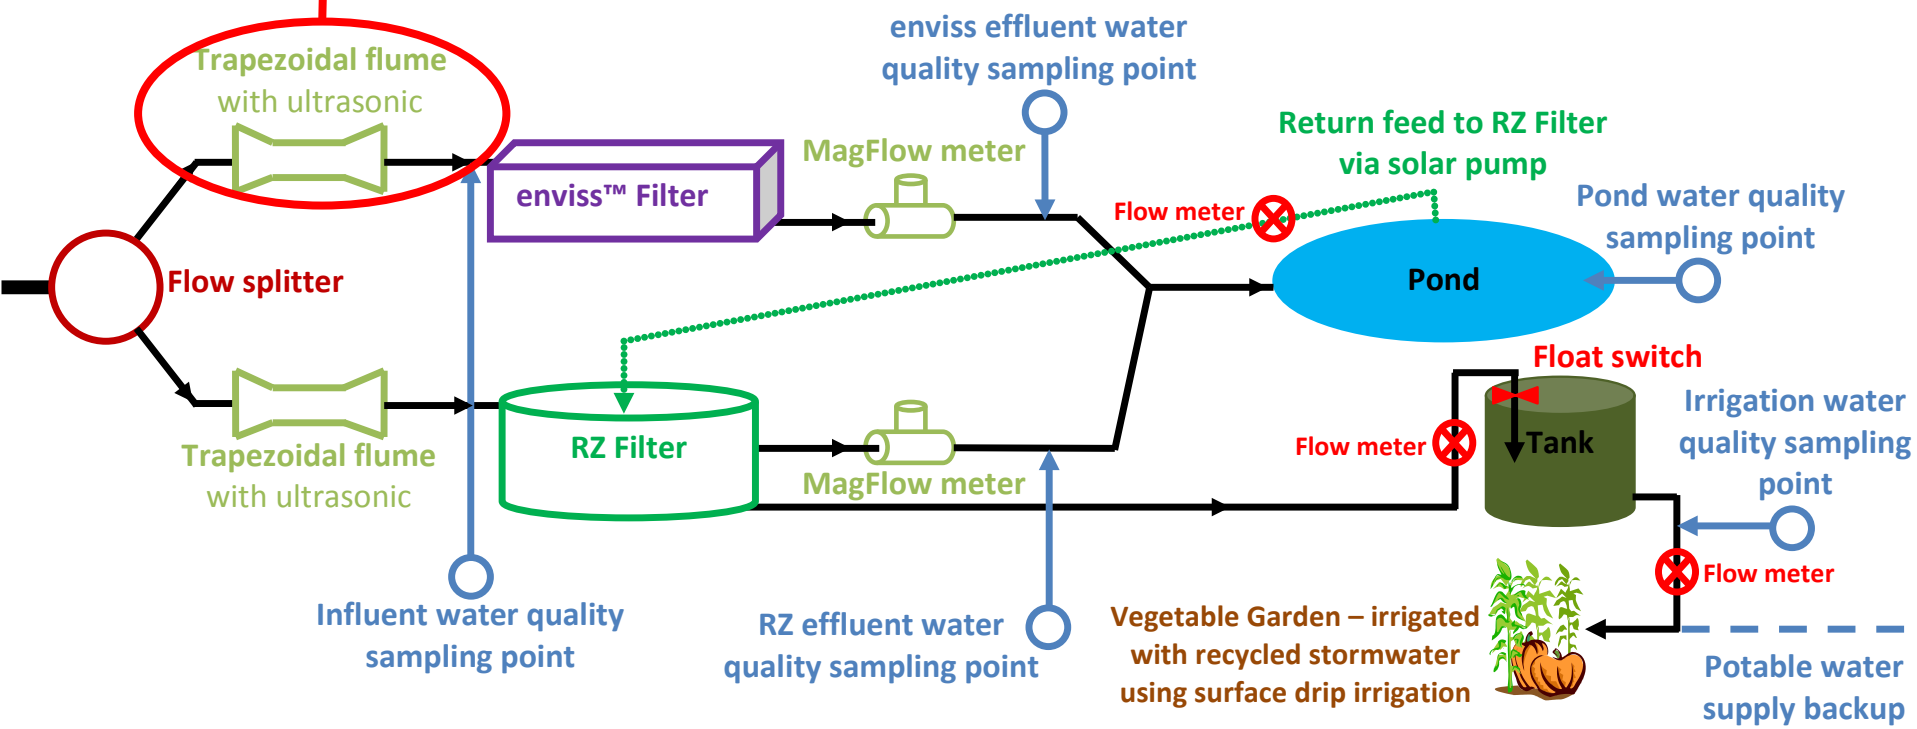 enviss effluent water
quality sampling point
Trapezoidal flume
with ultrasonic
Return feed to RZ Filter
via solar pump
MagFlow meter
enviss™ Filter
Flow meter
Pond water quality
sampling point
Flow splitter
Pond
Float switch
Irrigation water
quality sampling
point
Flow meter
Tank
RZ Filter
Trapezoidal flume
with ultrasonic
MagFlow meter
Flow meter
Influent water quality
sampling point
RZ effluent water
quality sampling point
Vegetable Garden – irrigated
with recycled stormwater
using surface drip irrigation
Potable water
supply backup